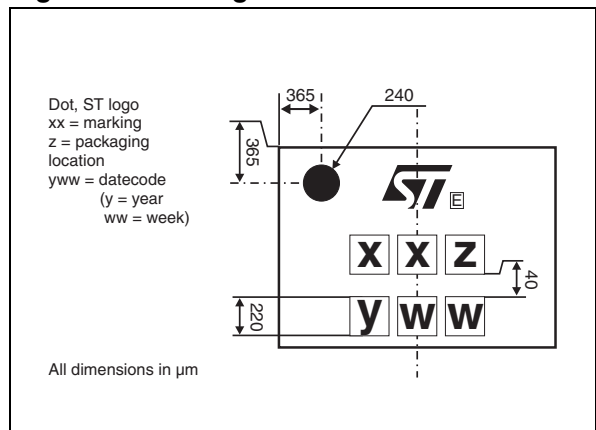 365
240
Dot, ST logo
xx = marking
z = packaging
location
yww = datecode
(y = year
ww = week)
365
ST
E
x x z
40
y w w
220
All dimensions in µm